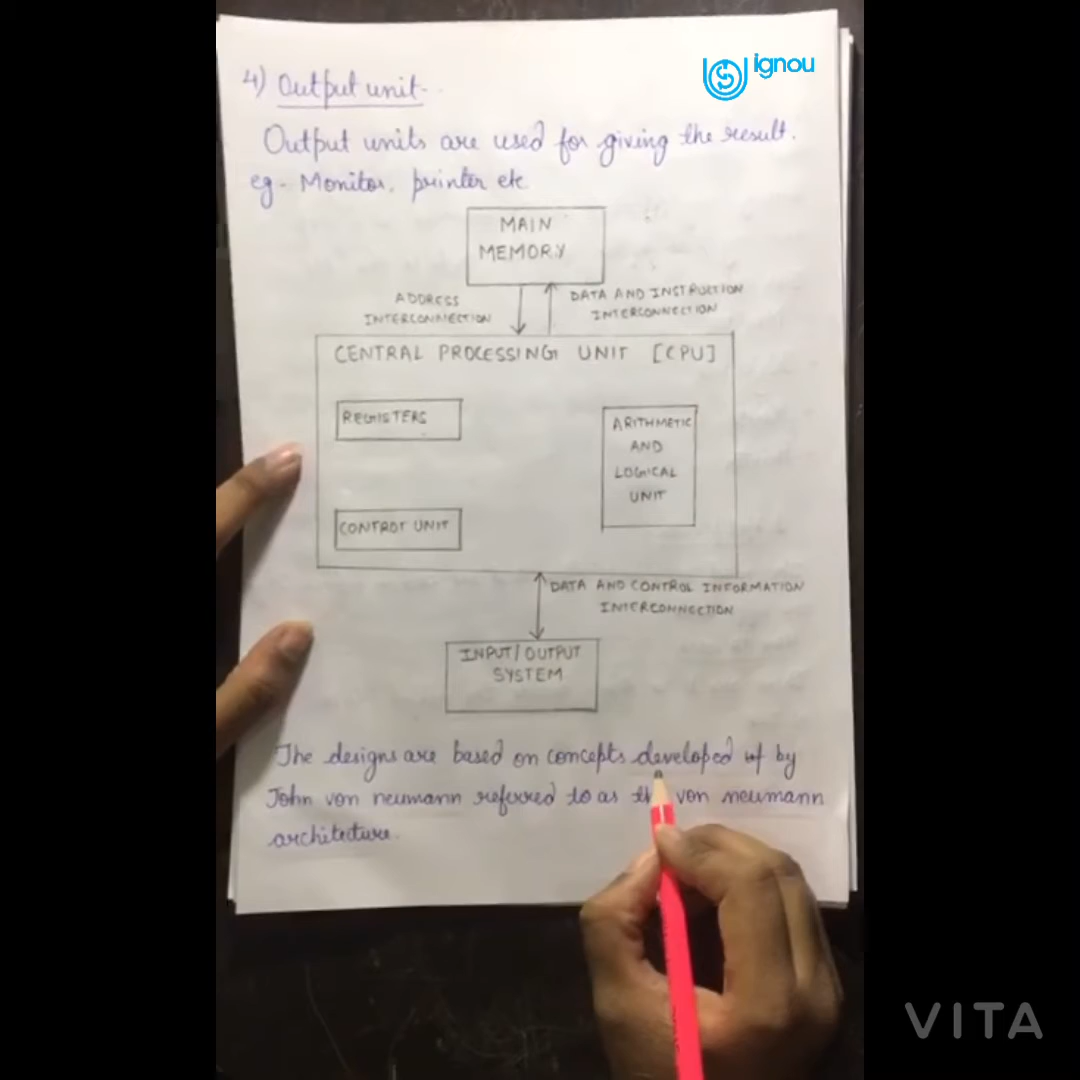 ignou
4) Output unit
Output units are used for giving the result.
eg - Monitor, printer etc
MAIN
MEMORY
ADDRESS
INTERCONNECTION
DATA AND INSTRUCTION
INTERCONNECTION
CENTRAL PROCESSING UNIT [CPU]
REGISTERS
ARITHMETIC
AND
LOGICAL
UNIT
CONTROL UNIT
DATA AND CONTROL INFORMATION
INTERCONNECTION
INPUT/OUTPUT
SYSTEM
The designs are based on concepts developed by
John von neumann referred to as von neumann
architecture.
VITA